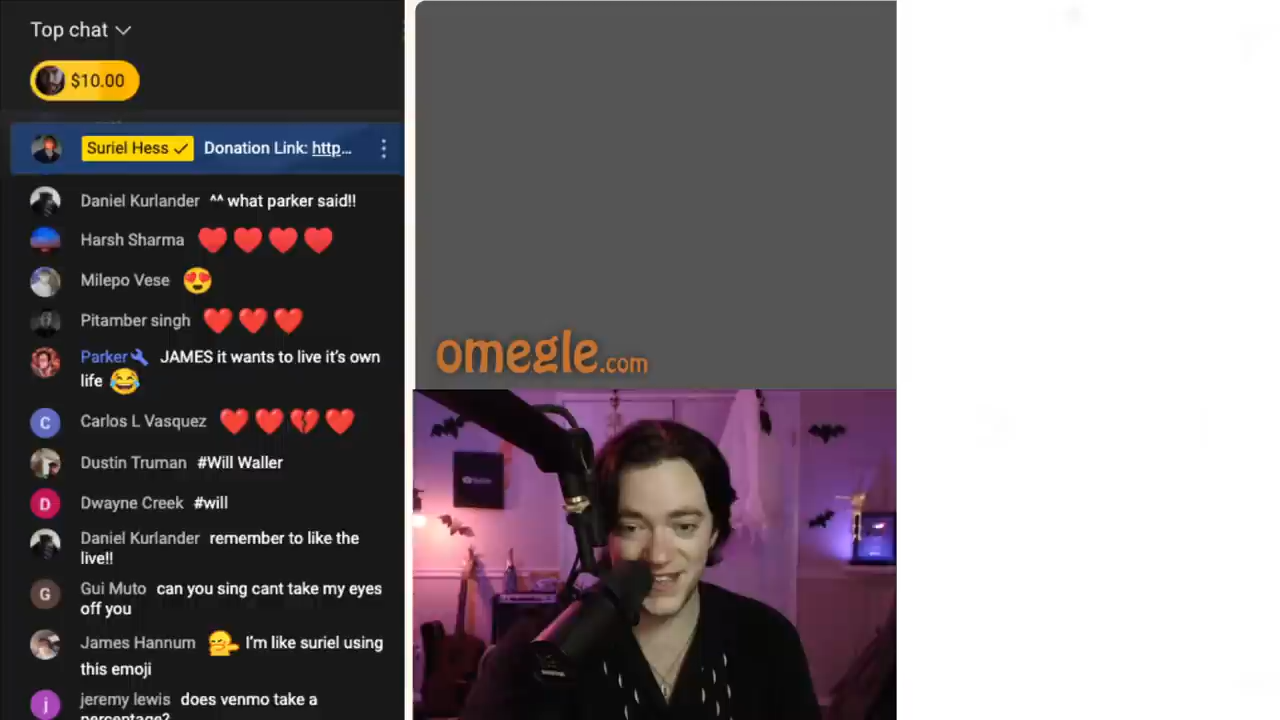 Top chat
$10.00
Suriel Hess Donation Link: http...
Daniel Kurlander ^^ what parker said!!
Harsh Sharma ❤️❤️❤️❤️
Milepo Vese 😍
Pitamber singh ❤️❤️❤️
Parker🔧 JAMES it wants to live it's own
life 😂
C Carlos L Vasquez ❤️❤️💔❤️
Dustin Truman #Will Waller
D Dwayne Creek #will
Daniel Kurlander remember to like the
live!!
G Gui Muto can you sing cant take my eyes
off you
James Hannum I'm like suriel using
this emoji
j jeremy lewis does venmo take a
percentage?
omegle.com